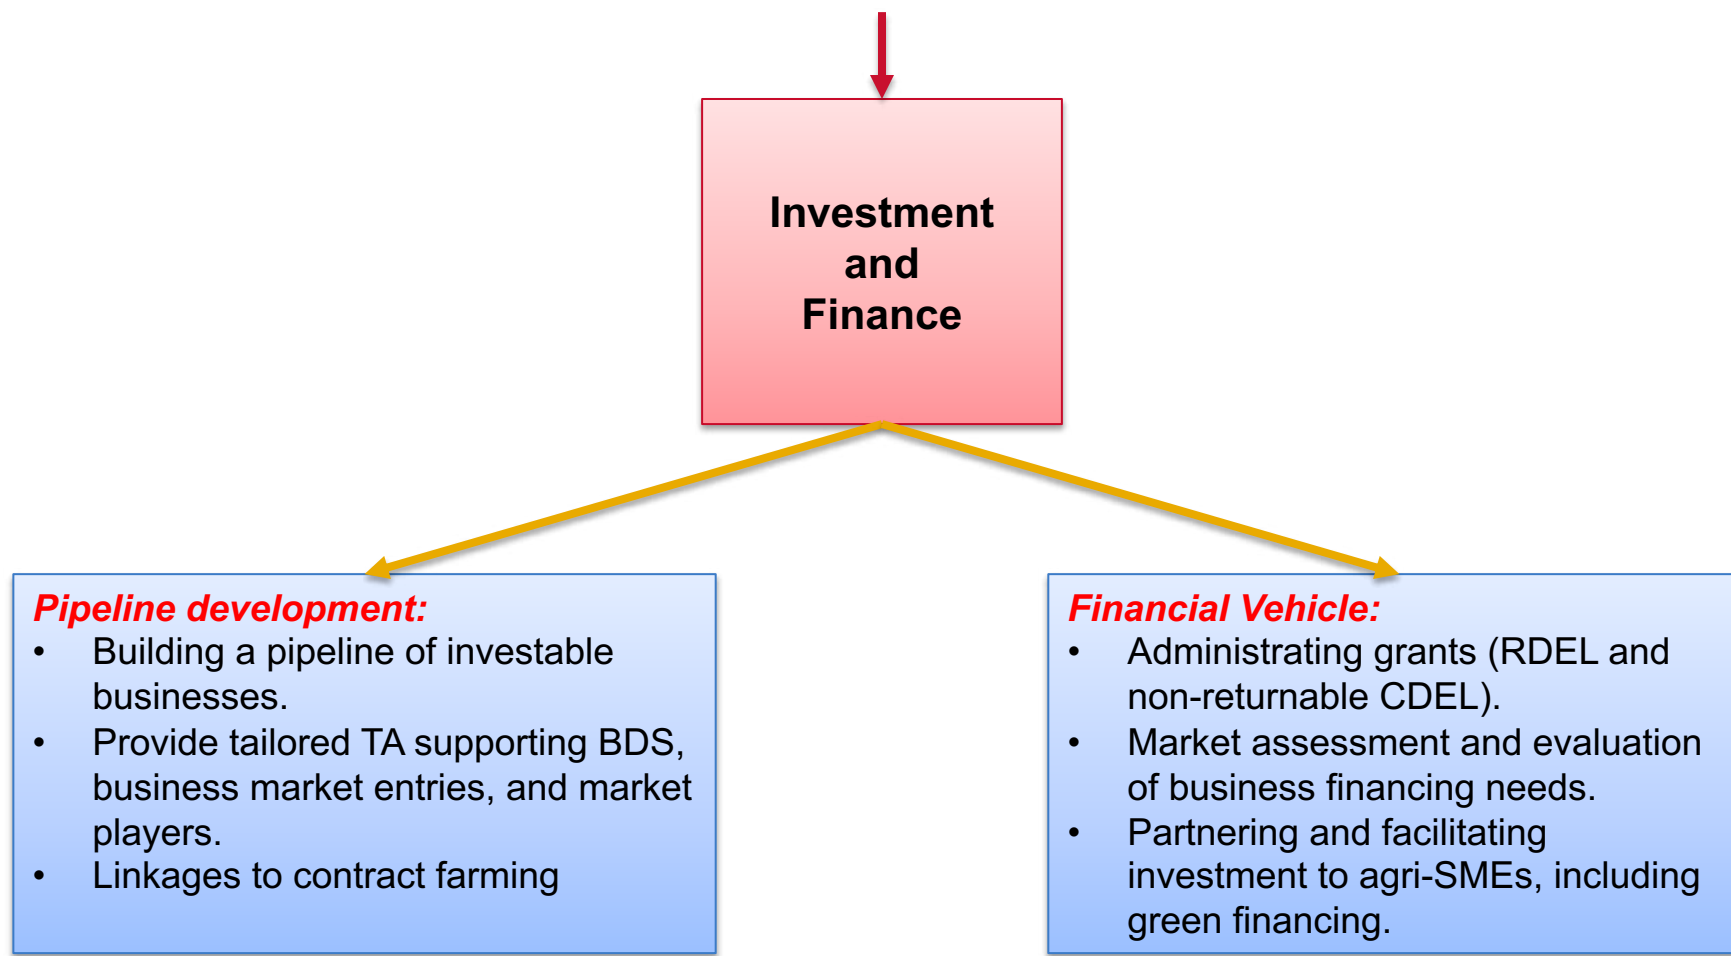 Investment
and
Finance
Pipeline development:
• Building a pipeline of investable
businesses.
• Provide tailored TA supporting BDS,
business market entries, and market
players.
• Linkages to contract farming
Financial Vehicle:
• Administrating grants (RDEL and
non-returnable CDEL).
• Market assessment and evaluation
of business financing needs.
• Partnering and facilitating
investment to agri-SMEs, including
green financing.